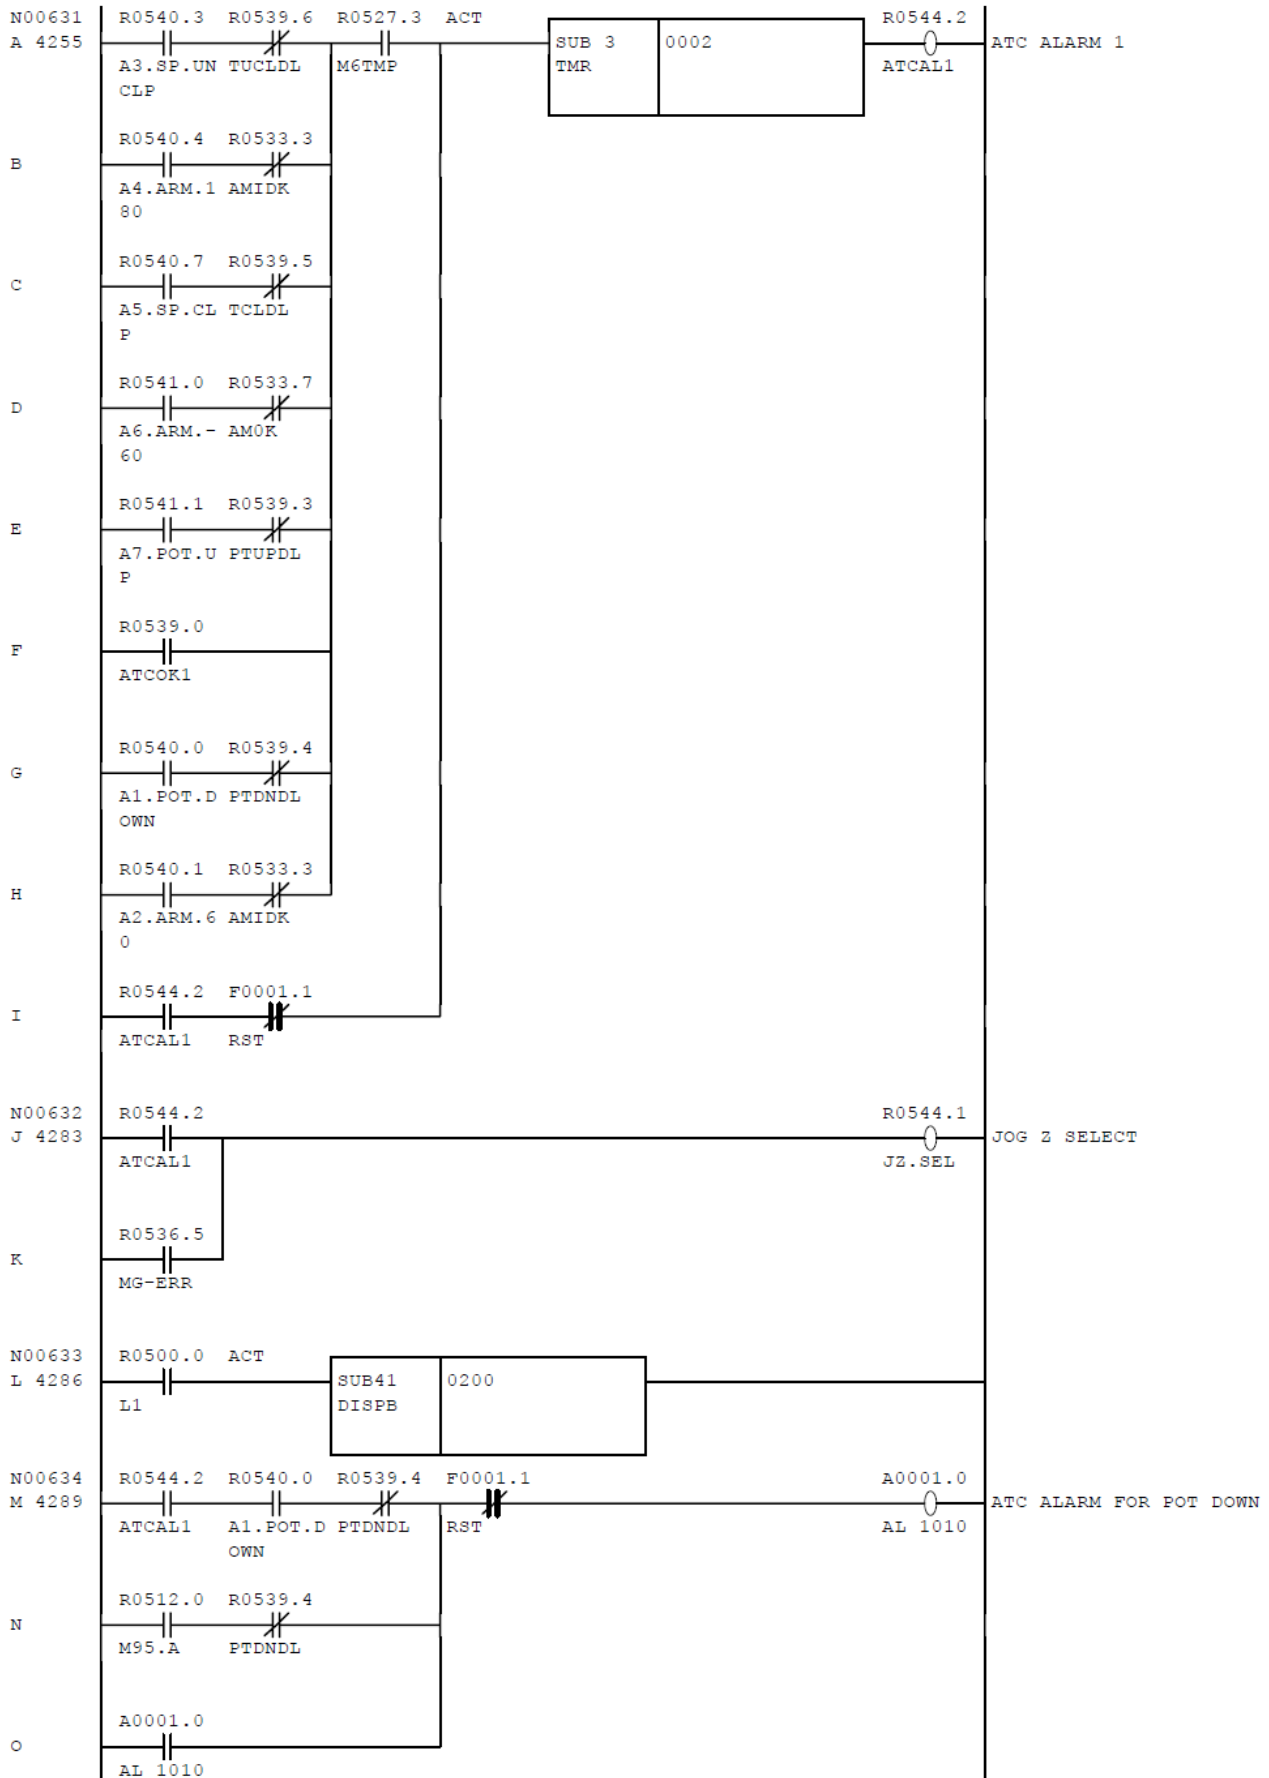 N00631 R0540.3 R0539.6 R0527.3 ACT R0544.2
A 4255 SUB 3 0002 ATC ALARM 1
A3.SP.UN TUCLDL M6TMP TMR ATCAL1
CLP
R0540.4 R0533.3
B
A4.ARM.1 AMIDK
80
R0540.7 R0539.5
C
A5.SP.CL TCLDL
P
R0541.0 R0533.7
D
A6.ARM.- AM0K
60
R0541.1 R0539.3
E
A7.POT.U PTUPDL
P
R0539.0
F
ATCOK1
R0540.0 R0539.4
G
A1.POT.D PTDNDL
OWN
R0540.1 R0533.3
H
A2.ARM.6 AMIDK
0
R0544.2 F0001.1
I
ATCAL1 RST
N00632 R0544.2 R0544.1
J 4283 JOG Z SELECT
ATCAL1 JZ.SEL
R0536.5
K
MG-ERR
N00633 R0500.0 ACT
L 4286 SUB41 0200
L1 DISPB
N00634 R0544.2 R0540.0 R0539.4 F0001.1 A0001.0
M 4289 ATC ALARM FOR POT DOWN
ATCAL1 A1.POT.D PTDNDL RST AL 1010
OWN
R0512.0 R0539.4
N
M95.A PTDNDL
A0001.0
O
AL 1010